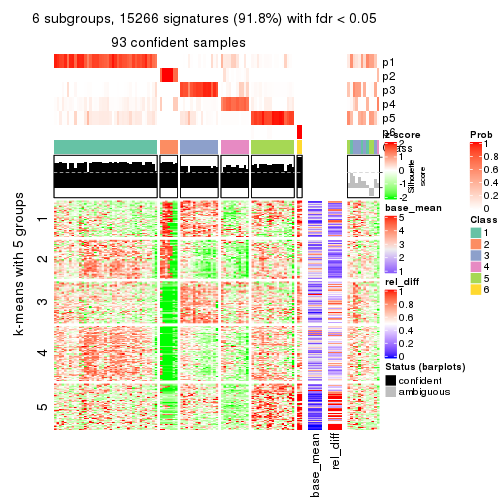 6 subgroups, 15266 signatures (91.8%) with fdr < 0.05
93 confident samples
p1
p2
p3
p4
p5
p6
Class
Silhouette
score
k-means with 5 groups
1
2
3
4
5
base_mean
rel_diff
z-score
2
1
0
-1
-2
base_mean
5
4
3
2
1
rel_diff
1
0.8
0.6
0.4
0.2
0
Prob
1
0.8
0.6
0.4
0.2
0
Class
1
2
3
4
5
6
Status (barplots)
confident
ambiguous